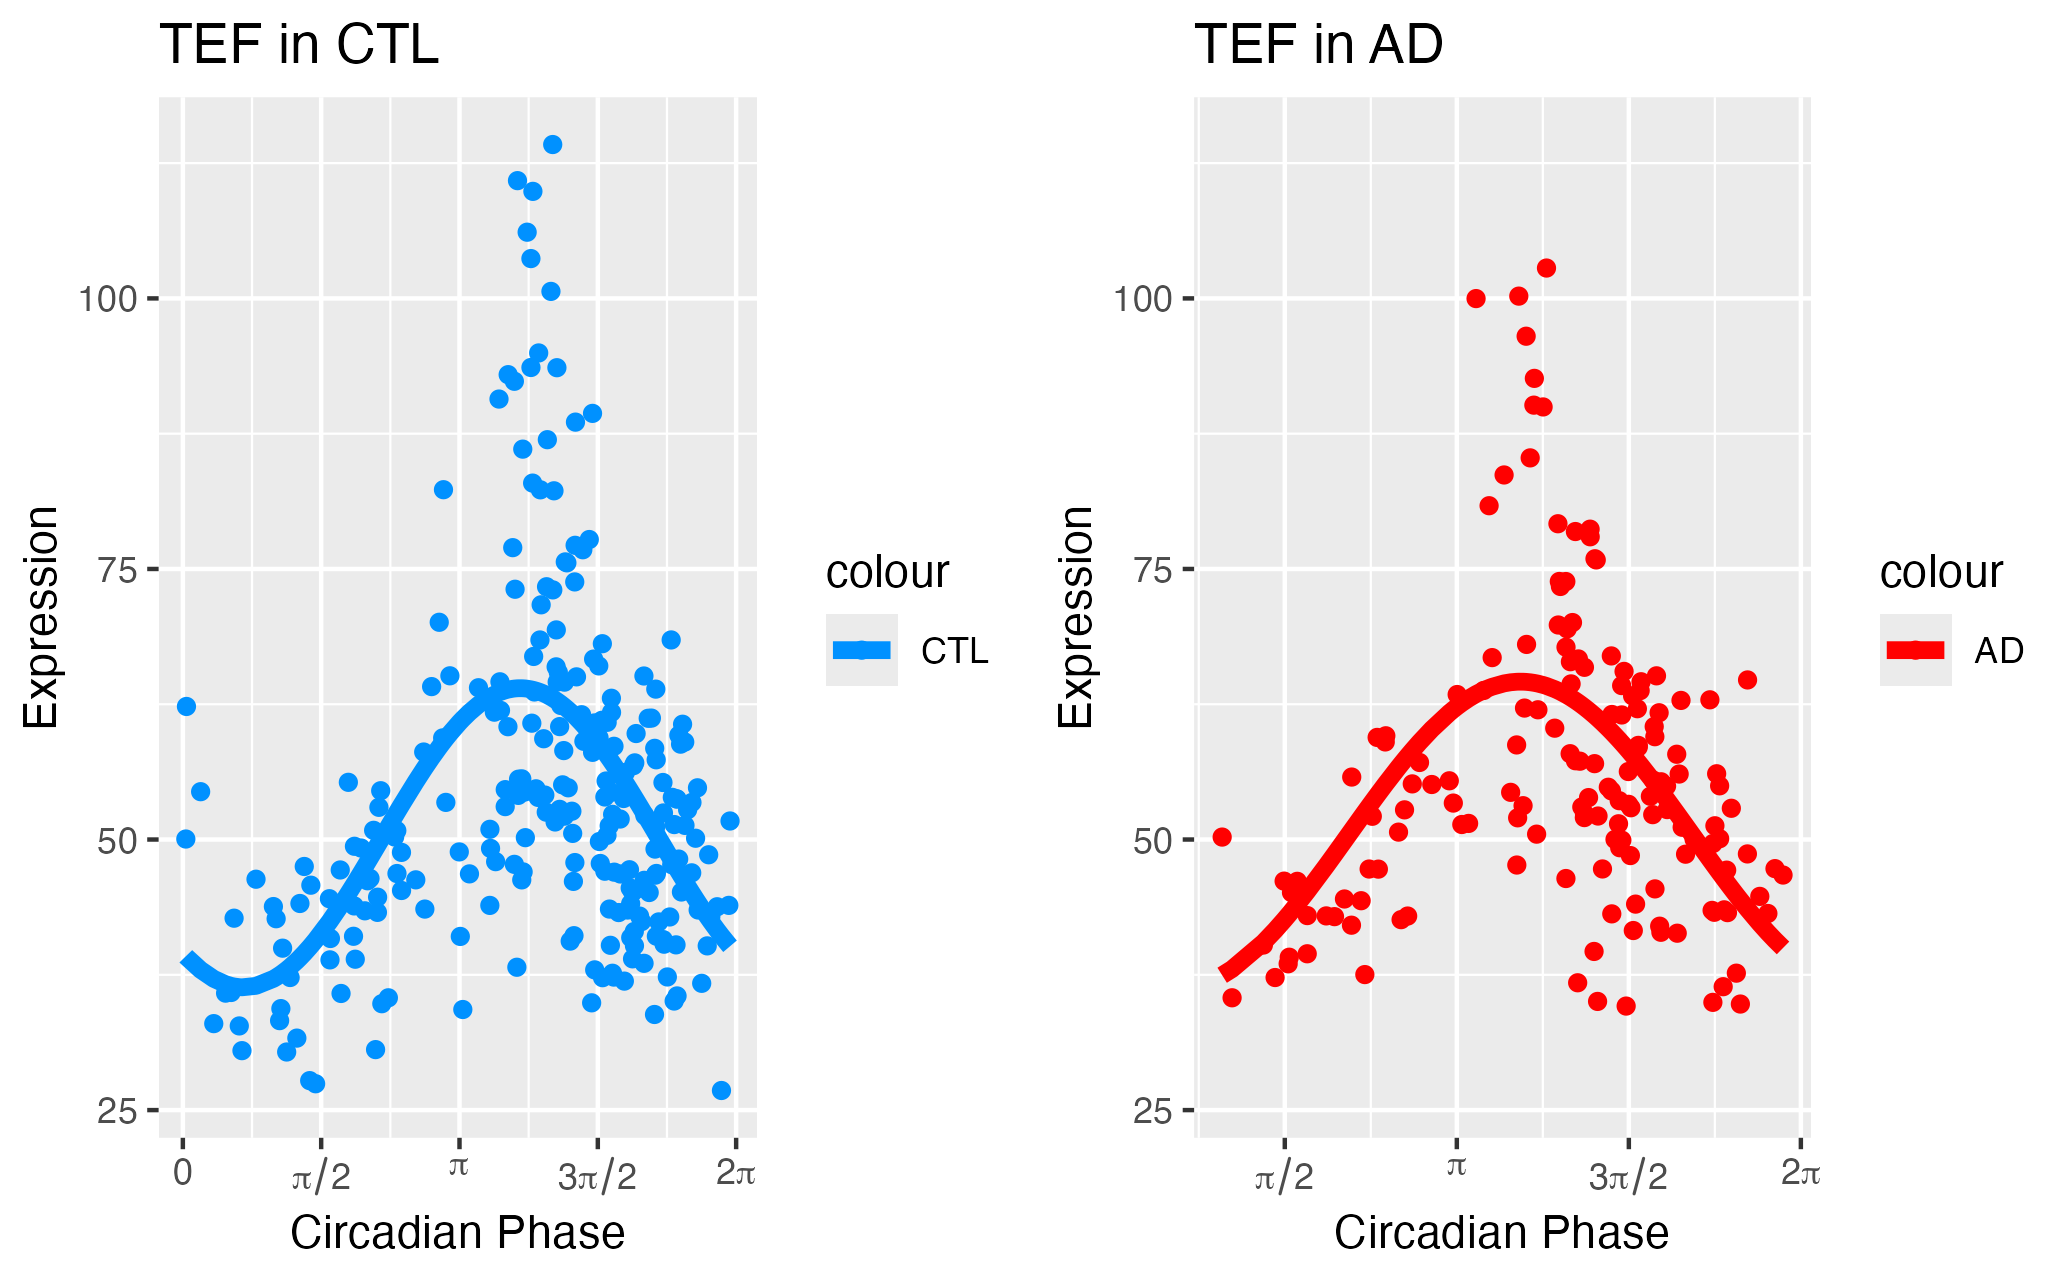 TEF in CTL
Expression
100
75
50
25
0 π/2 π 3π/2 2π
Circadian Phase
colour
CTL
TEF in AD
Expression
100
75
50
25
π/2 π 3π/2 2π
Circadian Phase
colour
AD